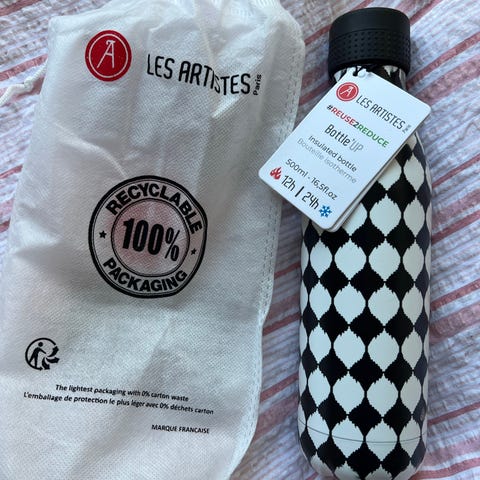 A
LES ARTISTES
Paris
RECYCLABLE
100%
PACKAGING
The lightest packaging with 0% carton waste
L'emballage de protection le plus léger avec 0% déchets carton
MARQUE FRANCAISE
A
LES ARTISTES
Paris
#REUSE2REDUCE
Bottle'UP
Insulated bottle
Bouteille isotherme
500ml - 16.5fl.oz
12h | 24h